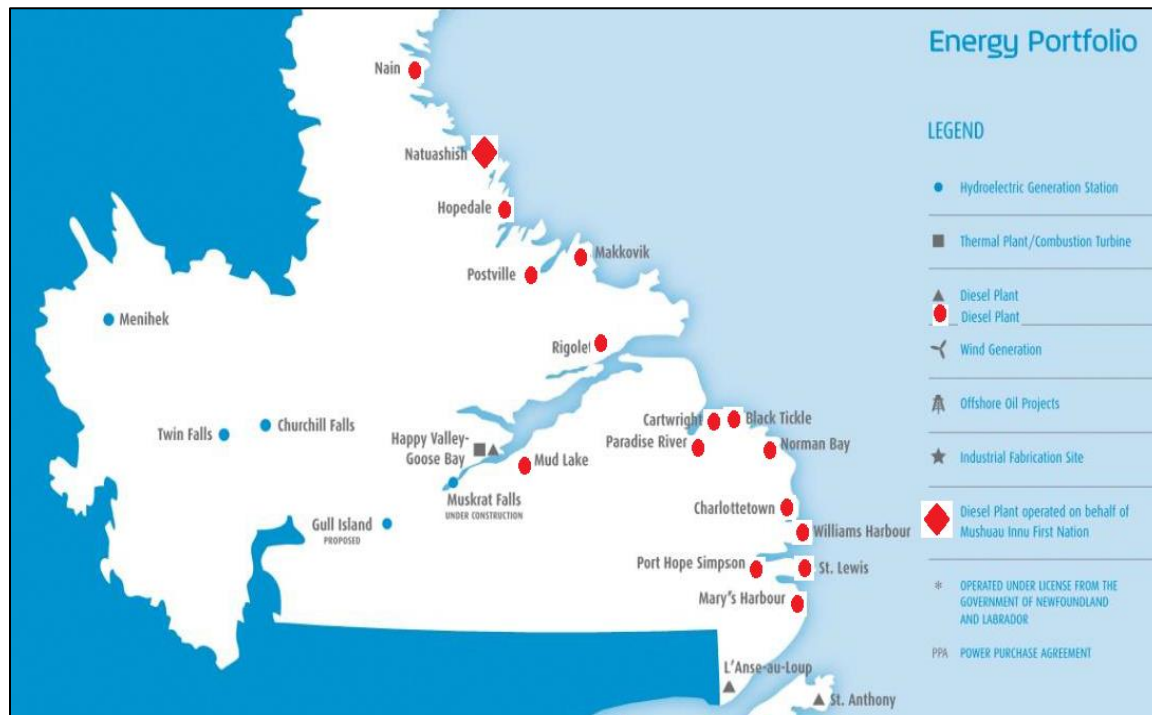 Energy Portfolio
LEGEND
Hydroelectric Generation Station
Thermal Plant/Combustion Turbine
Diesel Plant
Diesel Plant
Wind Generation
Offshore Oil Projects
Industrial Fabrication Site
Diesel Plant operated on behalf of
Mushuau Innu First Nation
* OPERATED UNDER LICENSE FROM THE
GOVERNMENT OF NEWFOUNDLAND
AND LABRADOR
PPA POWER PURCHASE AGREEMENT
Nain
Natuashish
Hopedale
Makkovik
Postville
Menihek
Rigolet
Cartwright
Black Tickle
Paradise River
Norman Bay
Twin Falls
Churchill Falls
Happy Valley-
Goose Bay
Mud Lake
Muskrat Falls
UNDER CONSTRUCTION
Gull Island
PROPOSED
Charlottetown
Williams Harbour
Port Hope Simpson
St. Lewis
Mary's Harbour
L'Anse-au-Loup
St. Anthony